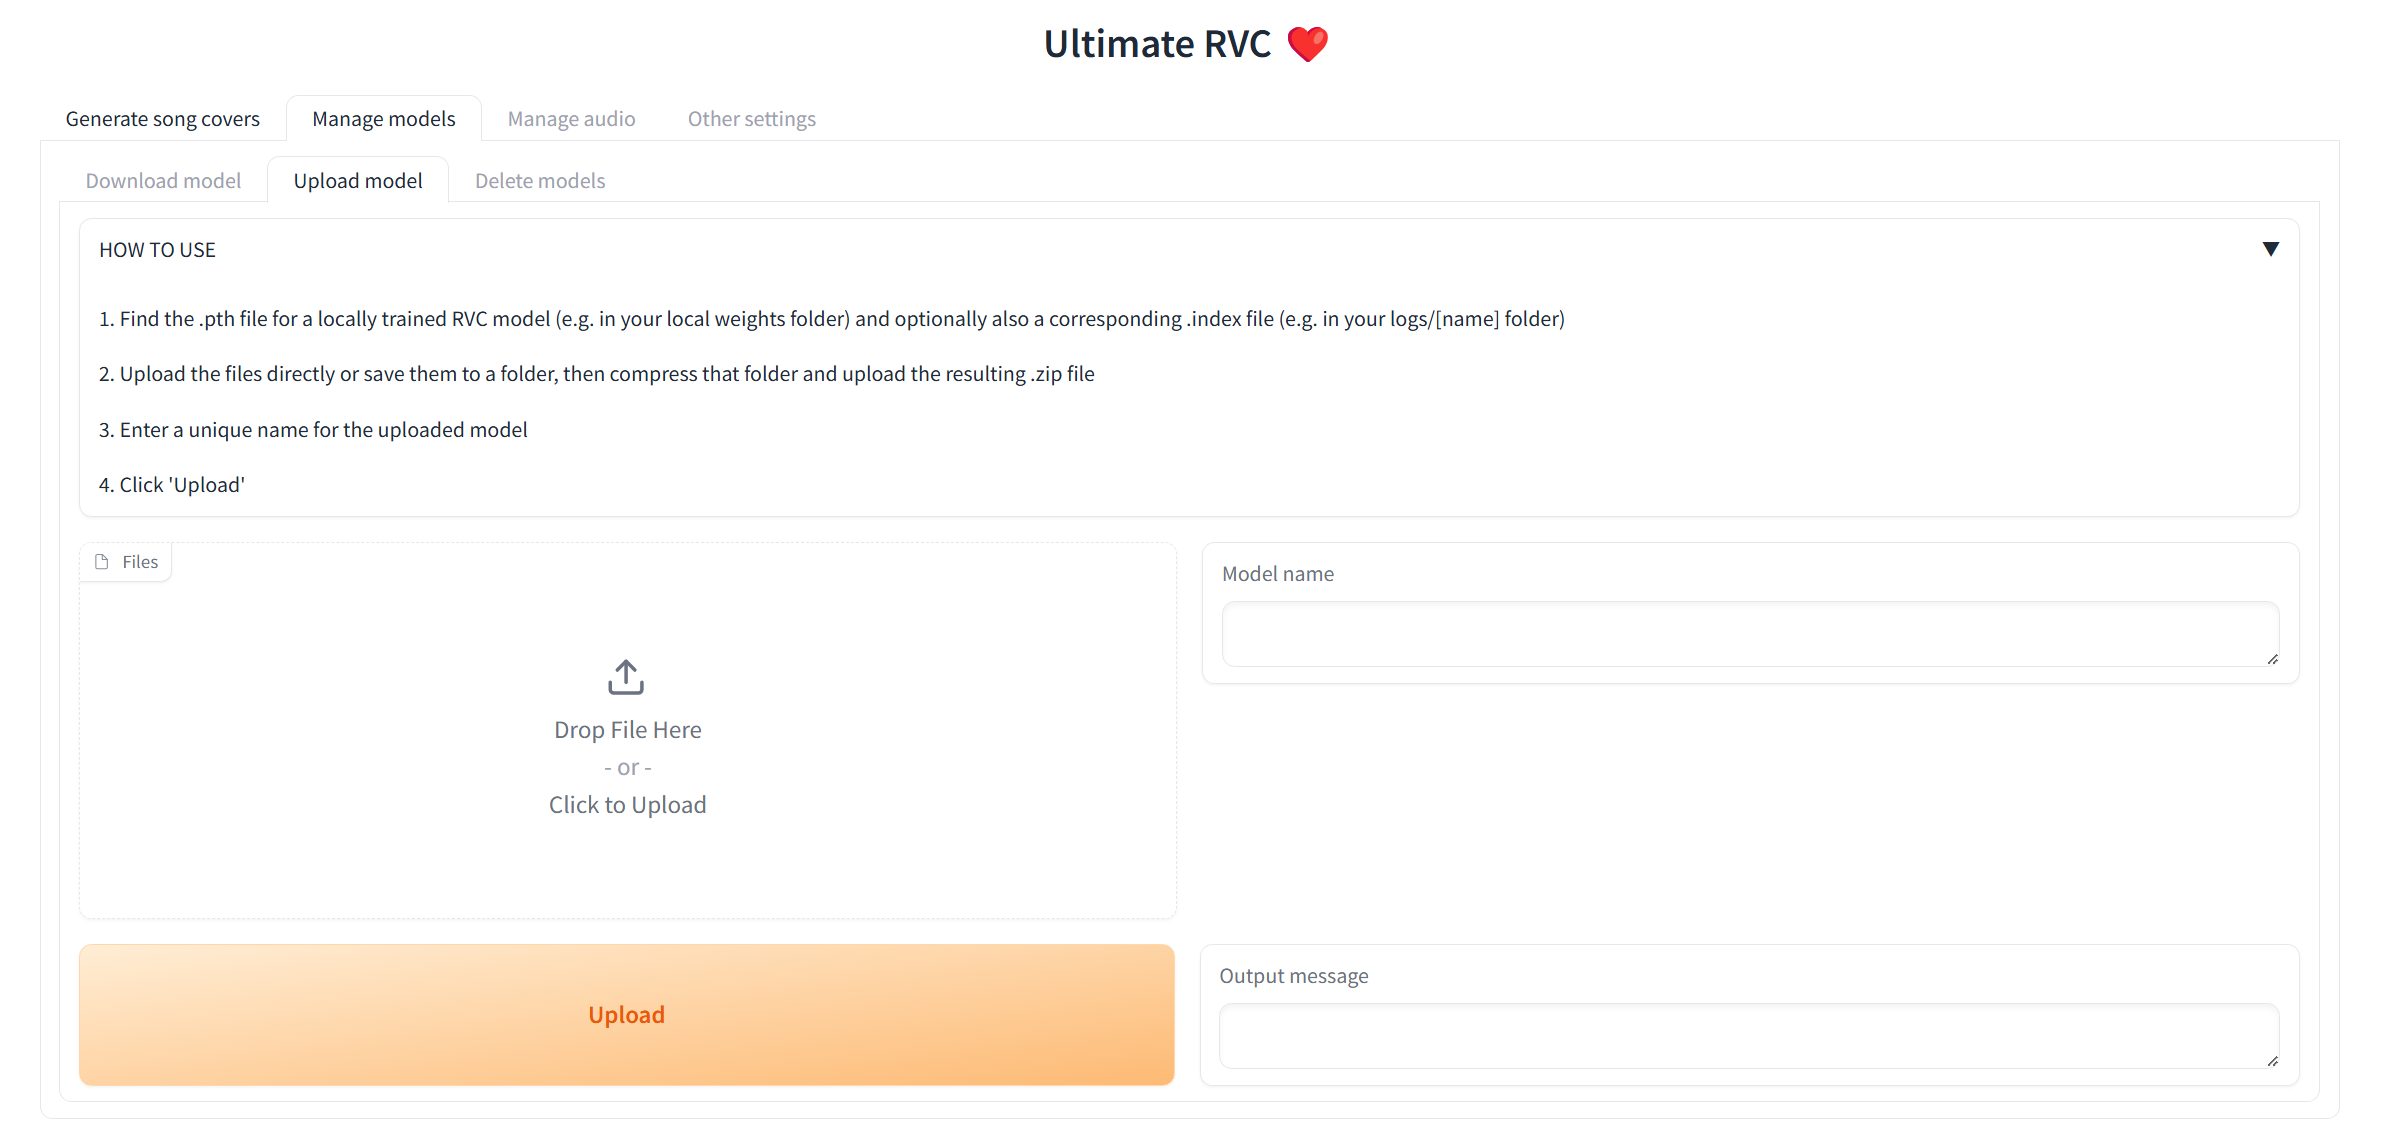 Ultimate RVC ❤️
Generate song covers
Manage models
Manage audio
Other settings
Download model
Upload model
Delete models
HOW TO USE
1. Find the .pth file for a locally trained RVC model (e.g. in your local weights folder) and optionally also a corresponding .index file (e.g. in your logs/[name] folder)
2. Upload the files directly or save them to a folder, then compress that folder and upload the resulting .zip file
3. Enter a unique name for the uploaded model
4. Click 'Upload'
Files
Drop File Here
- or -
Click to Upload
Model name
Upload
Output message